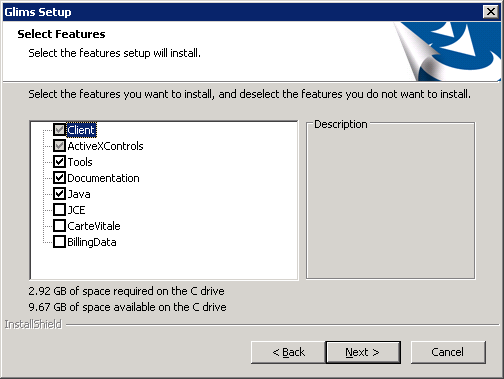 Glims Setup
Select Features
Select the features setup will install.
Select the features you want to install, and deselect the features you do not want to install.
Client
ActiveXControls
Tools
Documentation
Java
JCE
CarteVitale
BillingData
Description
2.92 GB of space required on the C drive
9.67 GB of space available on the C drive
InstallShield
< Back
Next >
Cancel